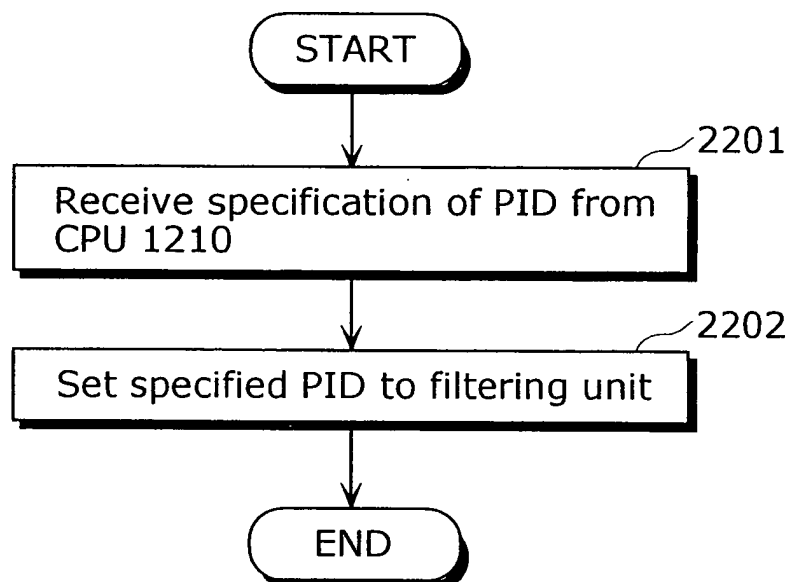 START
2201
Receive specification of PID from
CPU 1210
2202
Set specified PID to filtering unit
END